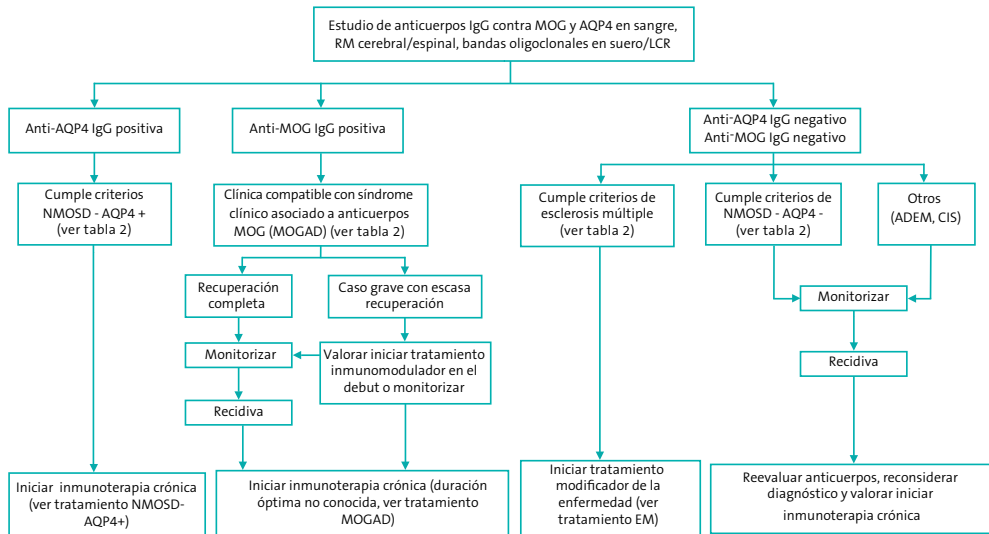 Estudio de anticuerpos IgG contra MOG y AQP4 en sangre,
RM cerebral/espinal, bandas oligoclonales en suero/LCR
Anti-AQP4 IgG positiva
Anti-MOG IgG positiva
Anti-AQP4 IgG negativo
Anti-MOG IgG negativo
Cumple criterios
NMOSD - AQP4 +
(ver tabla 2)
Clínica compatible con síndrome
clínico asociado a anticuerpos
MOG (MOGAD) (ver tabla 2)
Cumple criterios de
esclerosis múltiple
(ver tabla 2)
Cumple criterios de
NMOSD - AQP4 -
(ver tabla 2)
Otros
(ADEM, CIS)
Recuperación
completa
Caso grave con escasa
recuperación
Monitorizar
Monitorizar
Valorar iniciar tratamiento
inmunomodulador en el
debut o monitorizar
Recidiva
Recidiva
Iniciar inmunoterapia crónica
(ver tratamiento NMOSD-
AQP4+)
Iniciar inmunoterapia crónica (duración
óptima no conocida, ver tratamiento
MOGAD)
Iniciar tratamiento
modificador de la
enfermedad (ver
tratamiento EM)
Reevaluar anticuerpos, reconsiderar
diagnóstico y valorar iniciar
inmunoterapia crónica